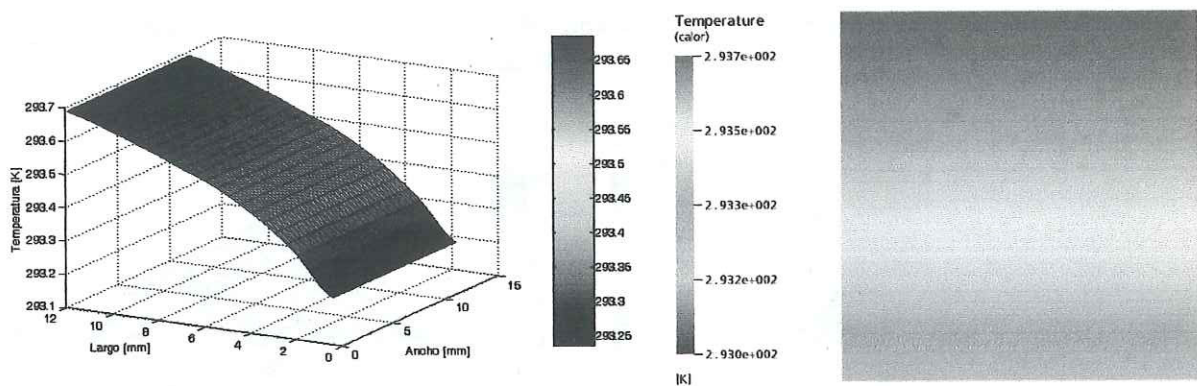 293.7
293.6
293.5
293.4
293.3
293.2
293.1
Temperatura [K]
12
10
8
6
4
2
0
Largo [mm]
0
5
10
15
Ancho [mm]
293.65
293.6
293.55
293.5
293.45
293.4
293.35
293.3
293.25
Temperature
(calor)
2.937e+002
2.935e+002
2.933e+002
2.932e+002
2.930e+002
[K]